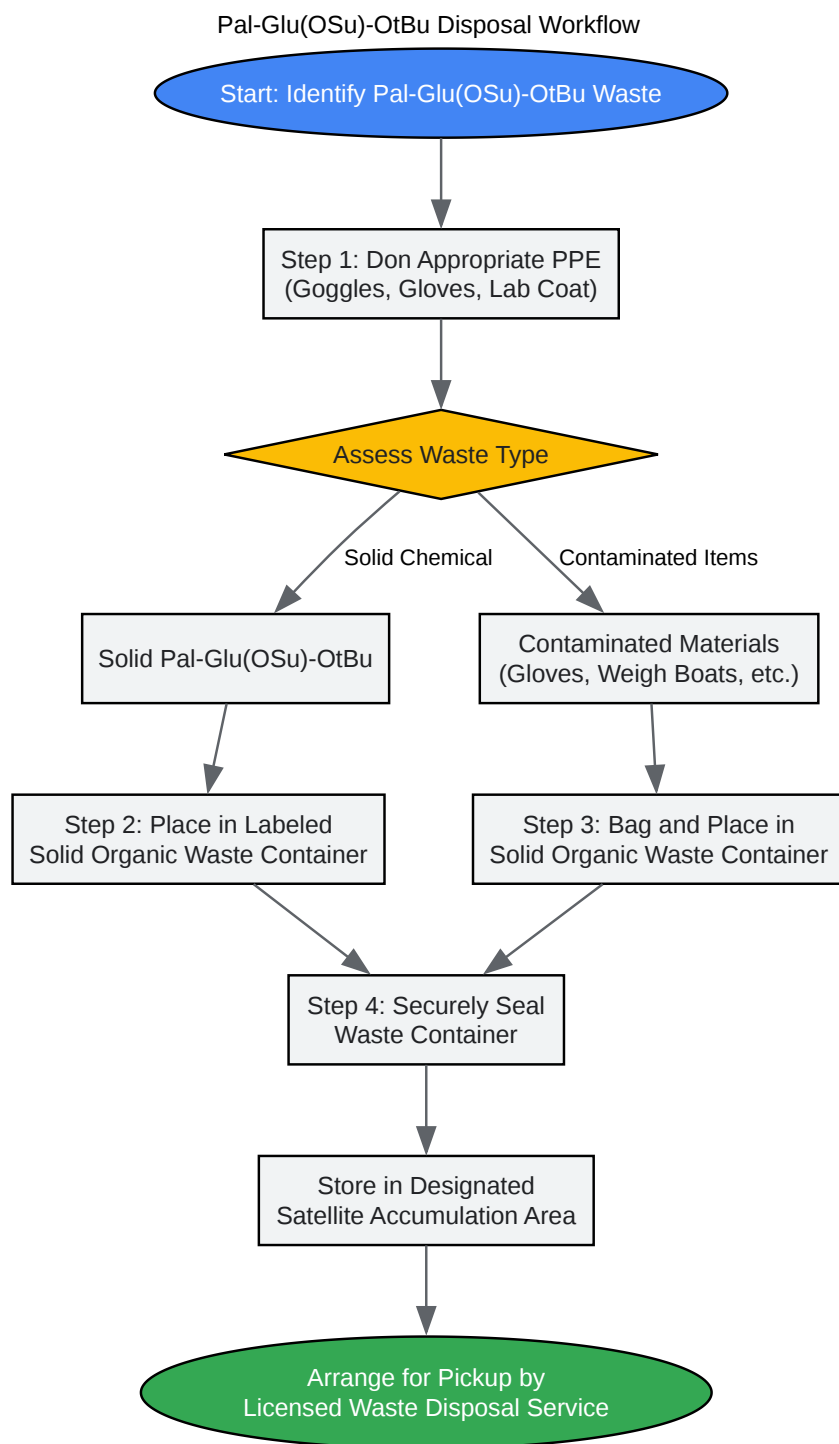 Pal-Glu(OSu)-OtBu Disposal Workflow
Start: Identify Pal-Glu(OSu)-OtBu Waste
Step 1: Don Appropriate PPE
(Goggles, Gloves, Lab Coat)
Assess Waste Type
Solid Chemical
Contaminated Items
Solid Pal-Glu(OSu)-OtBu
Contaminated Materials
(Gloves, Weigh Boats, etc.)
Step 2: Place in Labeled
Solid Organic Waste Container
Step 3: Bag and Place in
Solid Organic Waste Container
Step 4: Securely Seal
Waste Container
Store in Designated
Satellite Accumulation Area
Arrange for Pickup by
Licensed Waste Disposal Service